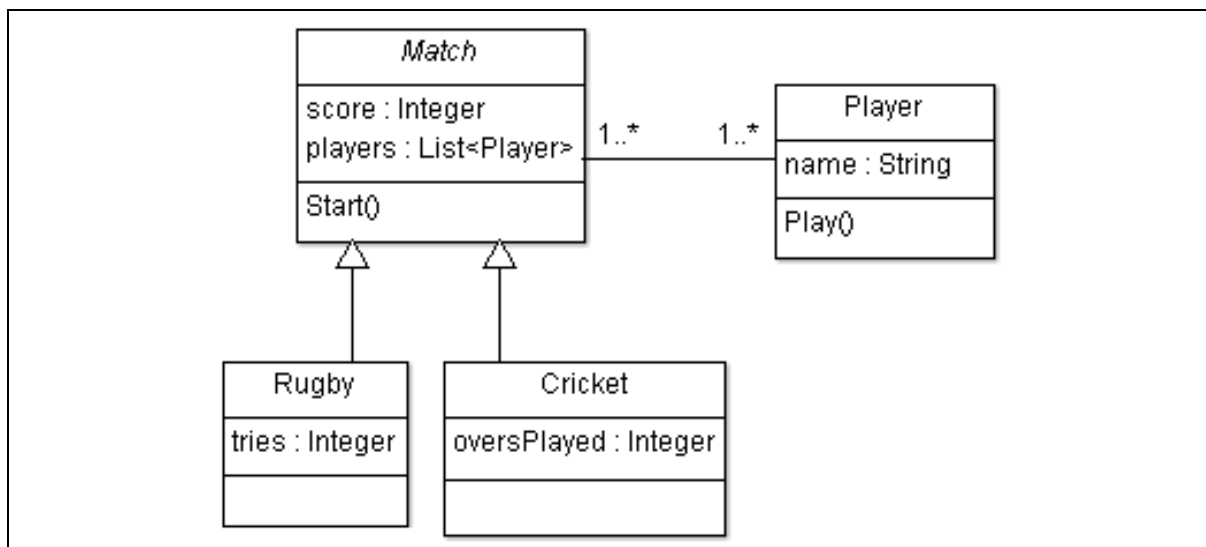 Match
score : Integer
players : List<Player>
Start()
1..*
1..*
Player
name : String
Play()
Rugby
tries : Integer
Cricket
oversPlayed : Integer